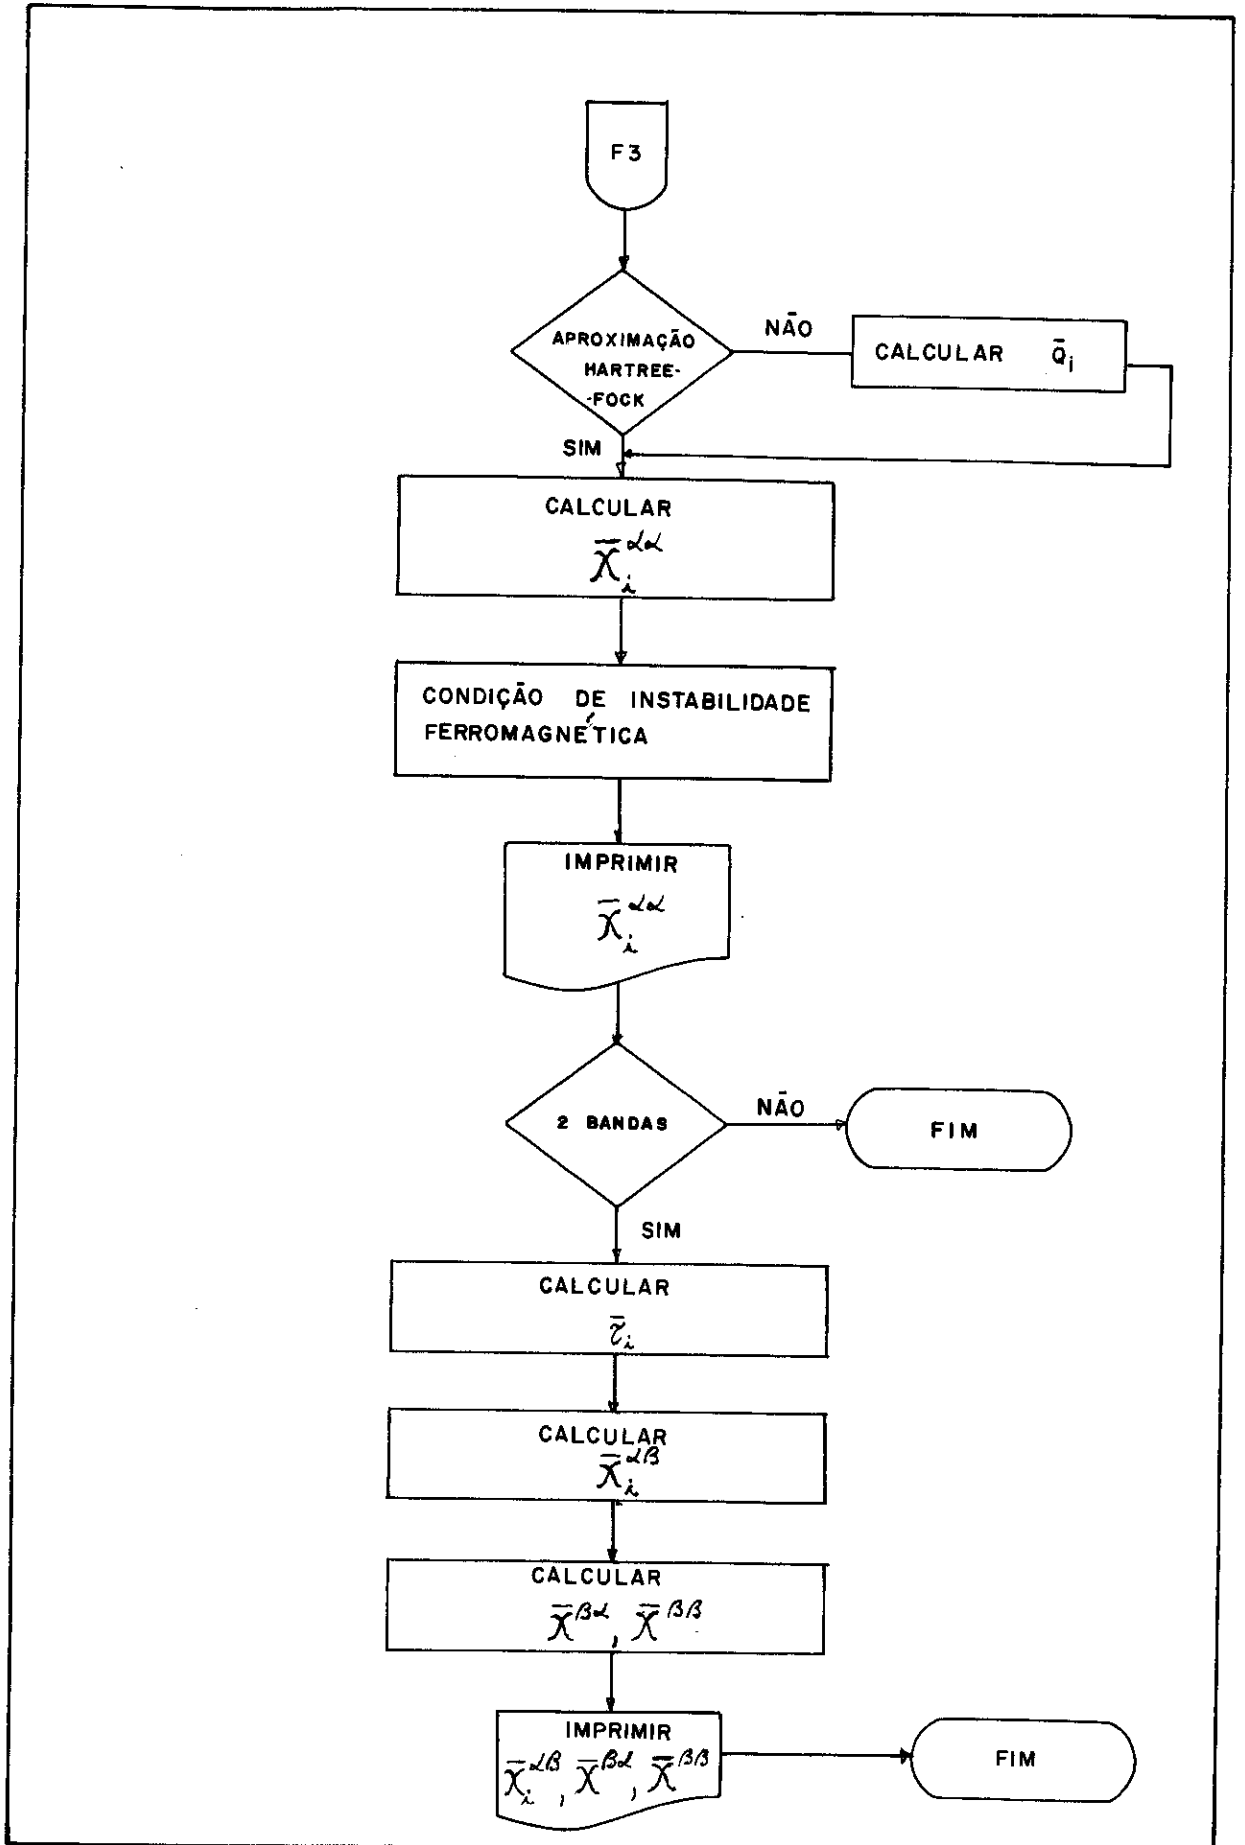 F3
APROXIMAÇÃO
HARTREE-
-FOCK
NÃO
CALCULAR Q̄i
SIM
CALCULAR
χ̄ᵢ^αα
CONDIÇÃO DE INSTABILIDADE
FERROMAGNÉTICA
IMPRIMIR
χ̄ᵢ^αα
2 BANDAS
NÃO
FIM
SIM
CALCULAR
τ̄ᵢ
CALCULAR
χ̄ᵢ^αβ
CALCULAR
χ̄^βα, χ̄^ββ
IMPRIMIR
χ̄ᵢ^αβ, χ̄^βα, χ̄^ββ
FIM